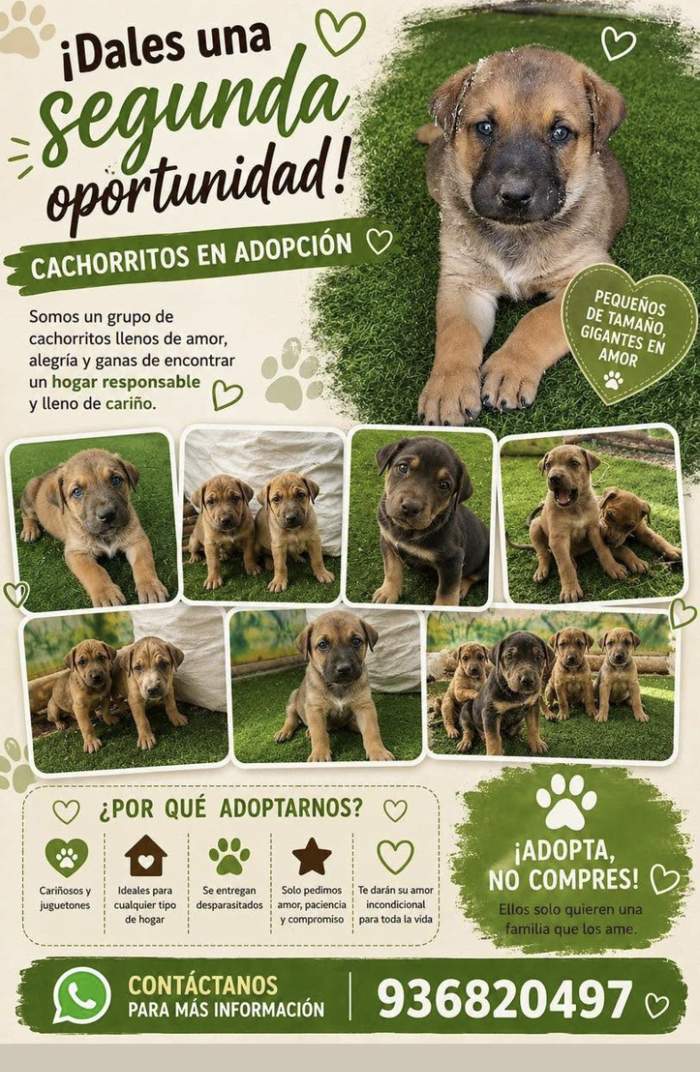 ¡Dales una
segunda
oportunidad!
CACHORRITOS EN ADOPCIÓN
Somos un grupo de
cachorritos llenos de amor,
alegría y ganas de encontrar
un hogar responsable
y lleno de cariño.
PEQUEÑOS
DE TAMAÑO,
GIGANTES EN
AMOR
¿POR QUÉ ADOPTARNOS?
Cariñosos y
juguetones
Ideales para
cualquier tipo
de hogar
Se entregan
desparasitados
Solo pedimos
amor, paciencia
y compromiso
Te darán su amor
incondicional
para toda la vida
¡ADOPTA,
NO COMPRES!
Ellos solo quieren una
familia que los ame.
CONTÁCTANOS
PARA MÁS INFORMACIÓN
936820497